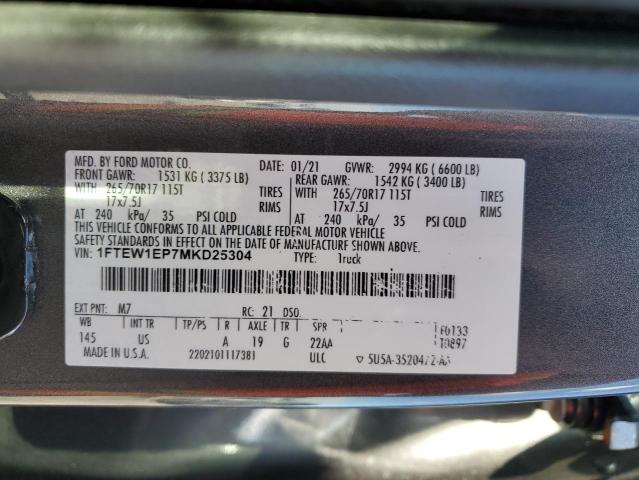 MFD. BY FORD MOTOR CO. DATE: 01/21 GVWR: 2994 KG ( 6600 LB)
FRONT GAWR: 1531 KG ( 3375 LB) REAR GAWR: 1542 KG ( 3400 LB)
WITH 265/70R17 115T TIRES WITH 265/70R17 115T TIRES
17x7.5J RIMS 17x7.5J RIMS
AT 240 kPa/ 35 PSI COLD AT 240 kPa/ 35 PSI COLD
THIS VEHICLE CONFORMS TO ALL APPLICABLE FEDERAL MOTOR VEHICLE
SAFETY STANDARDS IN EFFECT ON THE DATE OF MANUFACTURE SHOWN ABOVE.
VIN: 1FTEW1EP7MKD25304 TYPE: Truck
EXT PNT: M7 RC: 21 DSO:
WB INT TR TP/PS R AXLE TR SPR F0133
145 US A 19 G 22AA T0897
MADE IN U.S.A. 2202101117381 ULC